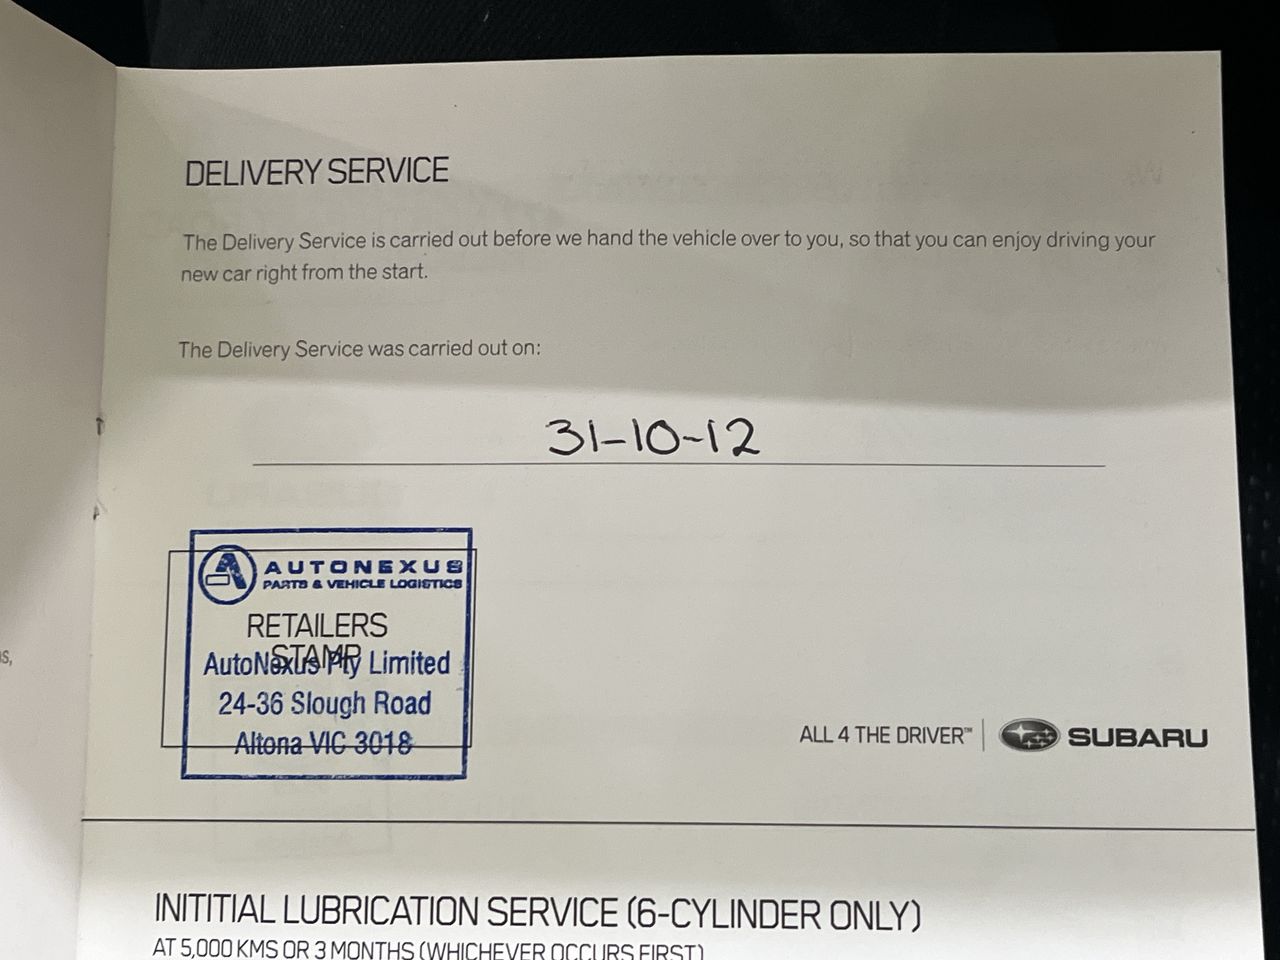 DELIVERY SERVICE
The Delivery Service is carried out before we hand the vehicle over to you, so that you can enjoy driving your
new car right from the start.
The Delivery Service was carried out on:
31-10-12
AUTONEXUS
PARTS & VEHICLE LOGISTICS
RETAILERS
STAMP
AutoNexus Pty Limited
24-36 Slough Road
Altona VIC 3018
ALL 4 THE DRIVER™ | SUBARU
INITITIAL LUBRICATION SERVICE (6-CYLINDER ONLY)
AT 5,000 KMS OR 3 MONTHS (WHICHEVER OCCURS FIRST)